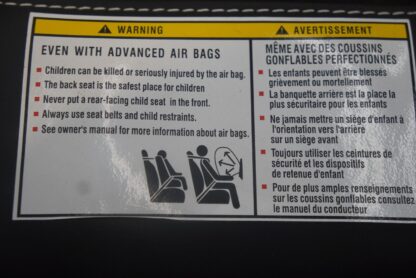 WARNING
EVEN WITH ADVANCED AIR BAGS
Children can be killed or seriously injured by the air bag.
The back seat is the safest place for children
Never put a rear-facing child seat in the front.
Always use seat belts and child restraints.
See owner's manual for more information about air bags.
AVERTISSEMENT
MÊME AVEC DES COUSSINS
GONFLABLES PERFECTIONNÉS
Les enfants peuvent être blessés
grièvement ou mortellement
La banquette arrière est la place la
plus sécuritaire pour les enfants
Ne jamais mettre un siège d'enfant à
l'orientation vers l'arrière
sur un siège avant
Toujours utiliser les ceintures de
sécurité et les dispositifs
de retenue d'enfant
Pour de plus amples renseignements
sur les coussins gonflables consultez
le manuel du conducteur